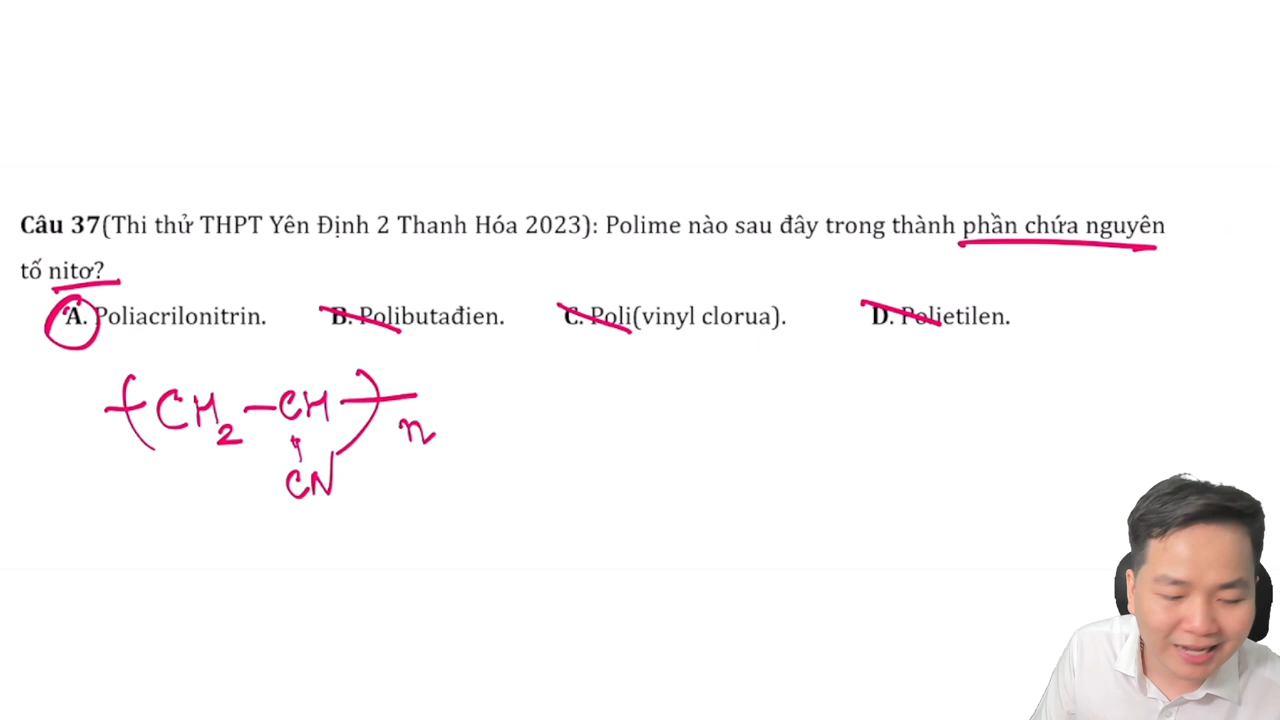 Câu 37(Thi thử THPT Yên Định 2 Thanh Hóa 2023): Polime nào sau đây trong thành phần chứa nguyên
tố nitơ?
A. Poliacrilonitrin. B. Polibutađien. C. Poli(vinyl clorua). D. Polietilen.
(CH2-CH)n
CN